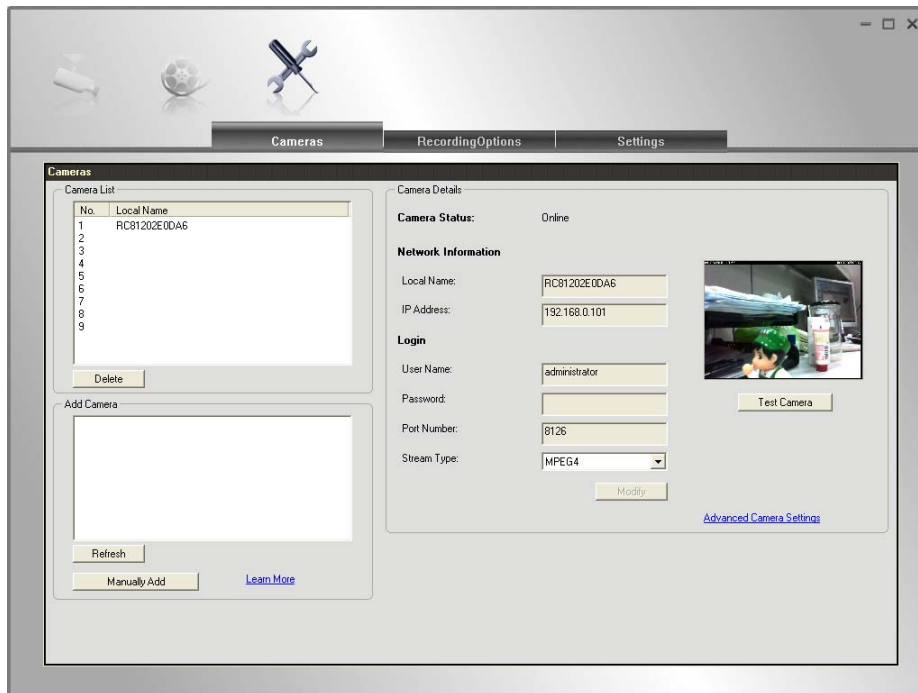 Cameras
RecordingOptions
Settings
Cameras
Camera List
No. Local Name
1 RC81202E0DA6
2
3
4
5
6
7
8
9
Delete
Add Camera
Refresh
Manually Add
Learn More
Camera Details
Camera Status: Online
Network Information
Local Name: RC81202E0DA6
IP Address: 192.168.0.101
Login
User Name: administrator
Password:
Port Number: 8126
Stream Type: MPEG4
Modify
Test Camera
Advanced Camera Settings